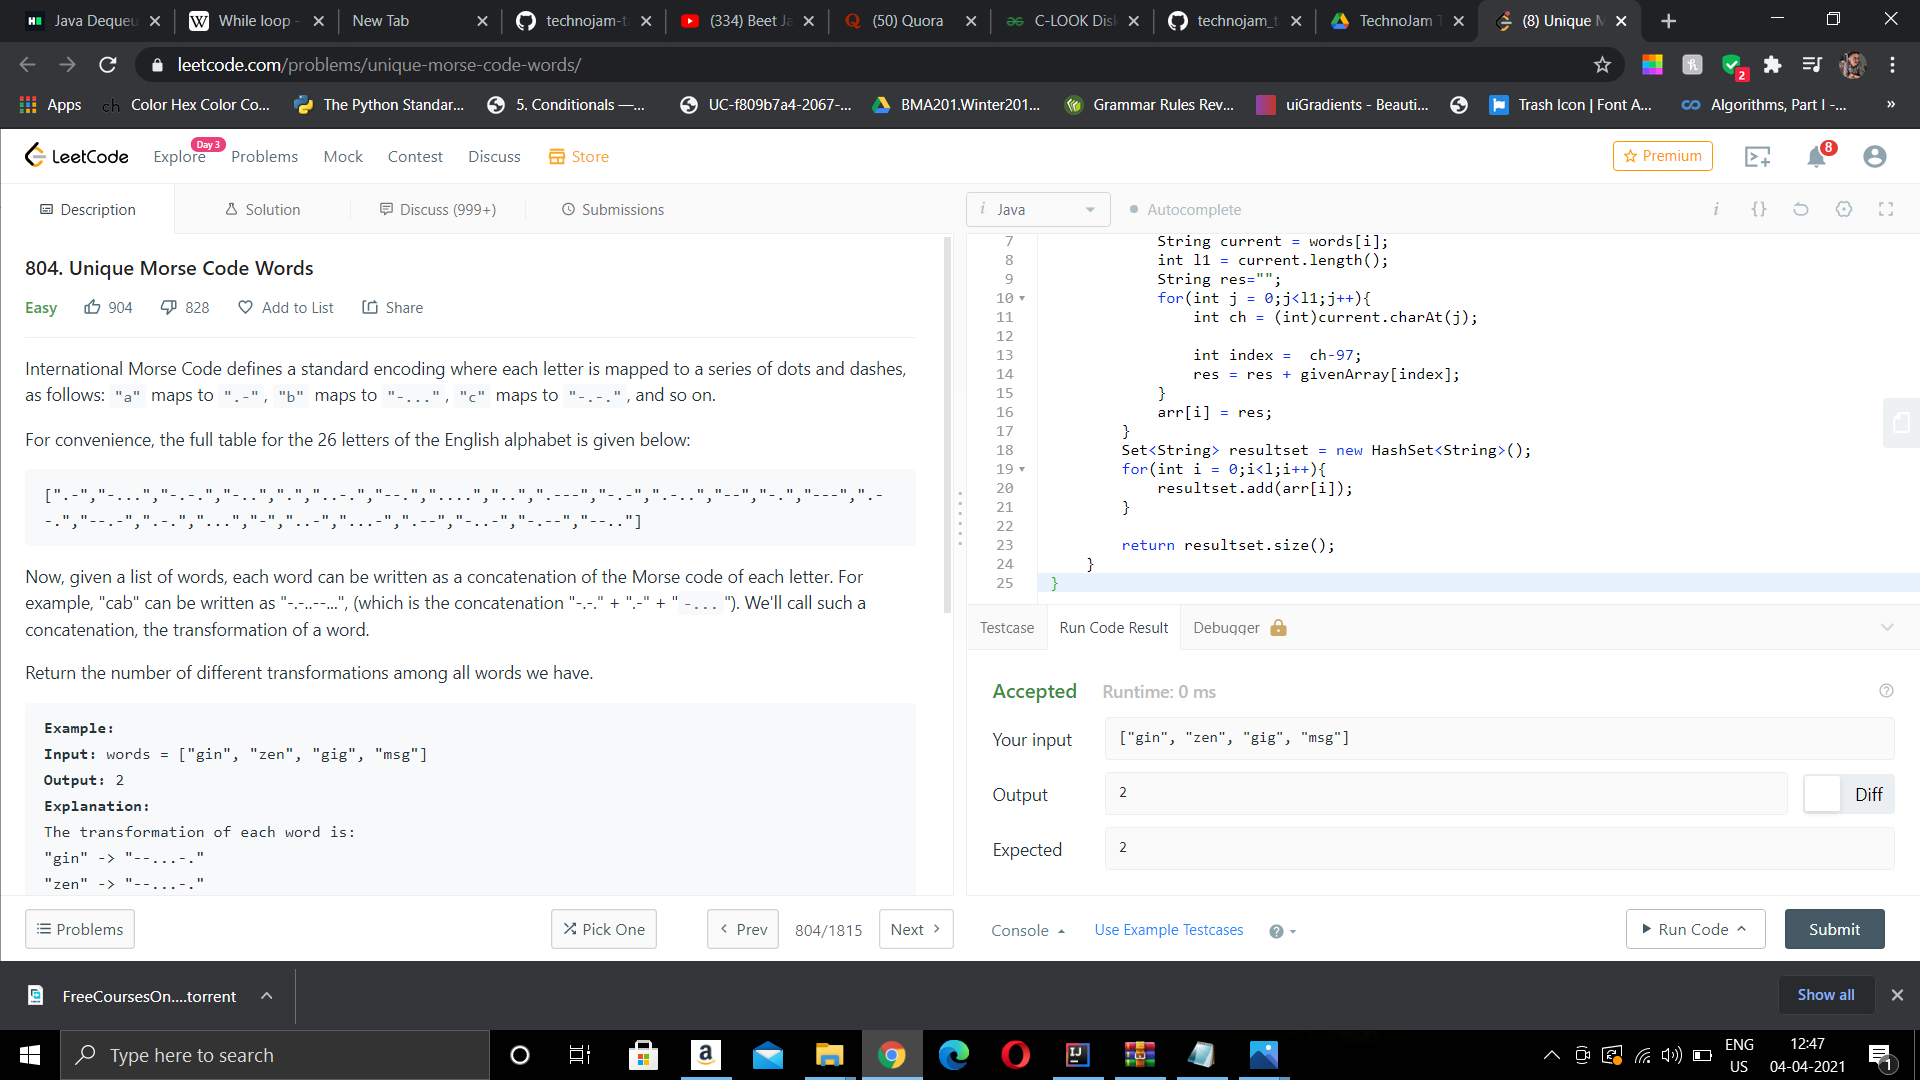 Java Dequeu
While loop -
New Tab
technojam-t
(334) Beet Ja
(50) Quora
C-LOOK Disk
technojam_t
TechnoJam T
(8) Unique M
leetcode.com/problems/unique-morse-code-words/
2
Apps
Color Hex Color Co...
The Python Standar...
5. Conditionals —...
UC-f809b7a4-2067-...
BMA201.Winter201...
Grammar Rules Rev...
uiGradients - Beauti...
Trash Icon | Font A...
Algorithms, Part I -...
»
LeetCode
Explore
Day 3
Problems
Mock
Contest
Discuss
Store
Premium
8
Description
Solution
Discuss (999+)
Submissions
i Java
Autocomplete
i
{}
804. Unique Morse Code Words
Easy
904
828
Add to List
Share
International Morse Code defines a standard encoding where each letter is mapped to a series of dots and dashes,
as follows: "a" maps to ".-", "b" maps to "-...", "c" maps to "-.-.", and so on.
For convenience, the full table for the 26 letters of the English alphabet is given below:
[".-","-...","-.-.","-..",".","..-.","--.","....","..",".---","-.-",".-..","--","-.","---",".-
-.","--.-",".-.","...","-","..-","...-",".--","-..-","-.--","--.."]
Now, given a list of words, each word can be written as a concatenation of the Morse code of each letter. For
example, "cab" can be written as "-.-..--...", (which is the concatenation "-.-." + ".-" + "-..."). We'll call such a
concatenation, the transformation of a word.
Return the number of different transformations among all words we have.
Example:
Input: words = ["gin", "zen", "gig", "msg"]
Output: 2
Explanation:
The transformation of each word is:
"gin" -> "--...-."
"zen" -> "--...-."
7 String current = words[i];
8 int l1 = current.length();
9 String res="";
10 for(int j = 0;j<l1;j++){
11 int ch = (int)current.charAt(j);
12
13 int index =  ch-97;
14 res = res + givenArray[index];
15 }
16 arr[i] = res;
17 }
18 Set<String> resultset = new HashSet<String>();
19 for(int i = 0;i<l;i++){
20 resultset.add(arr[i]);
21 }
22
23 return resultset.size();
24 }
25 }
Testcase
Run Code Result
Debugger
Accepted
Runtime: 0 ms
Your input
["gin", "zen", "gig", "msg"]
Output
2
Diff
Expected
2
Problems
Pick One
Prev
804/1815
Next
Console
Use Example Testcases
Run Code
Submit
FreeCoursesOn....torrent
Show all
Type here to search
ENG
US
12:47
04-04-2021
1